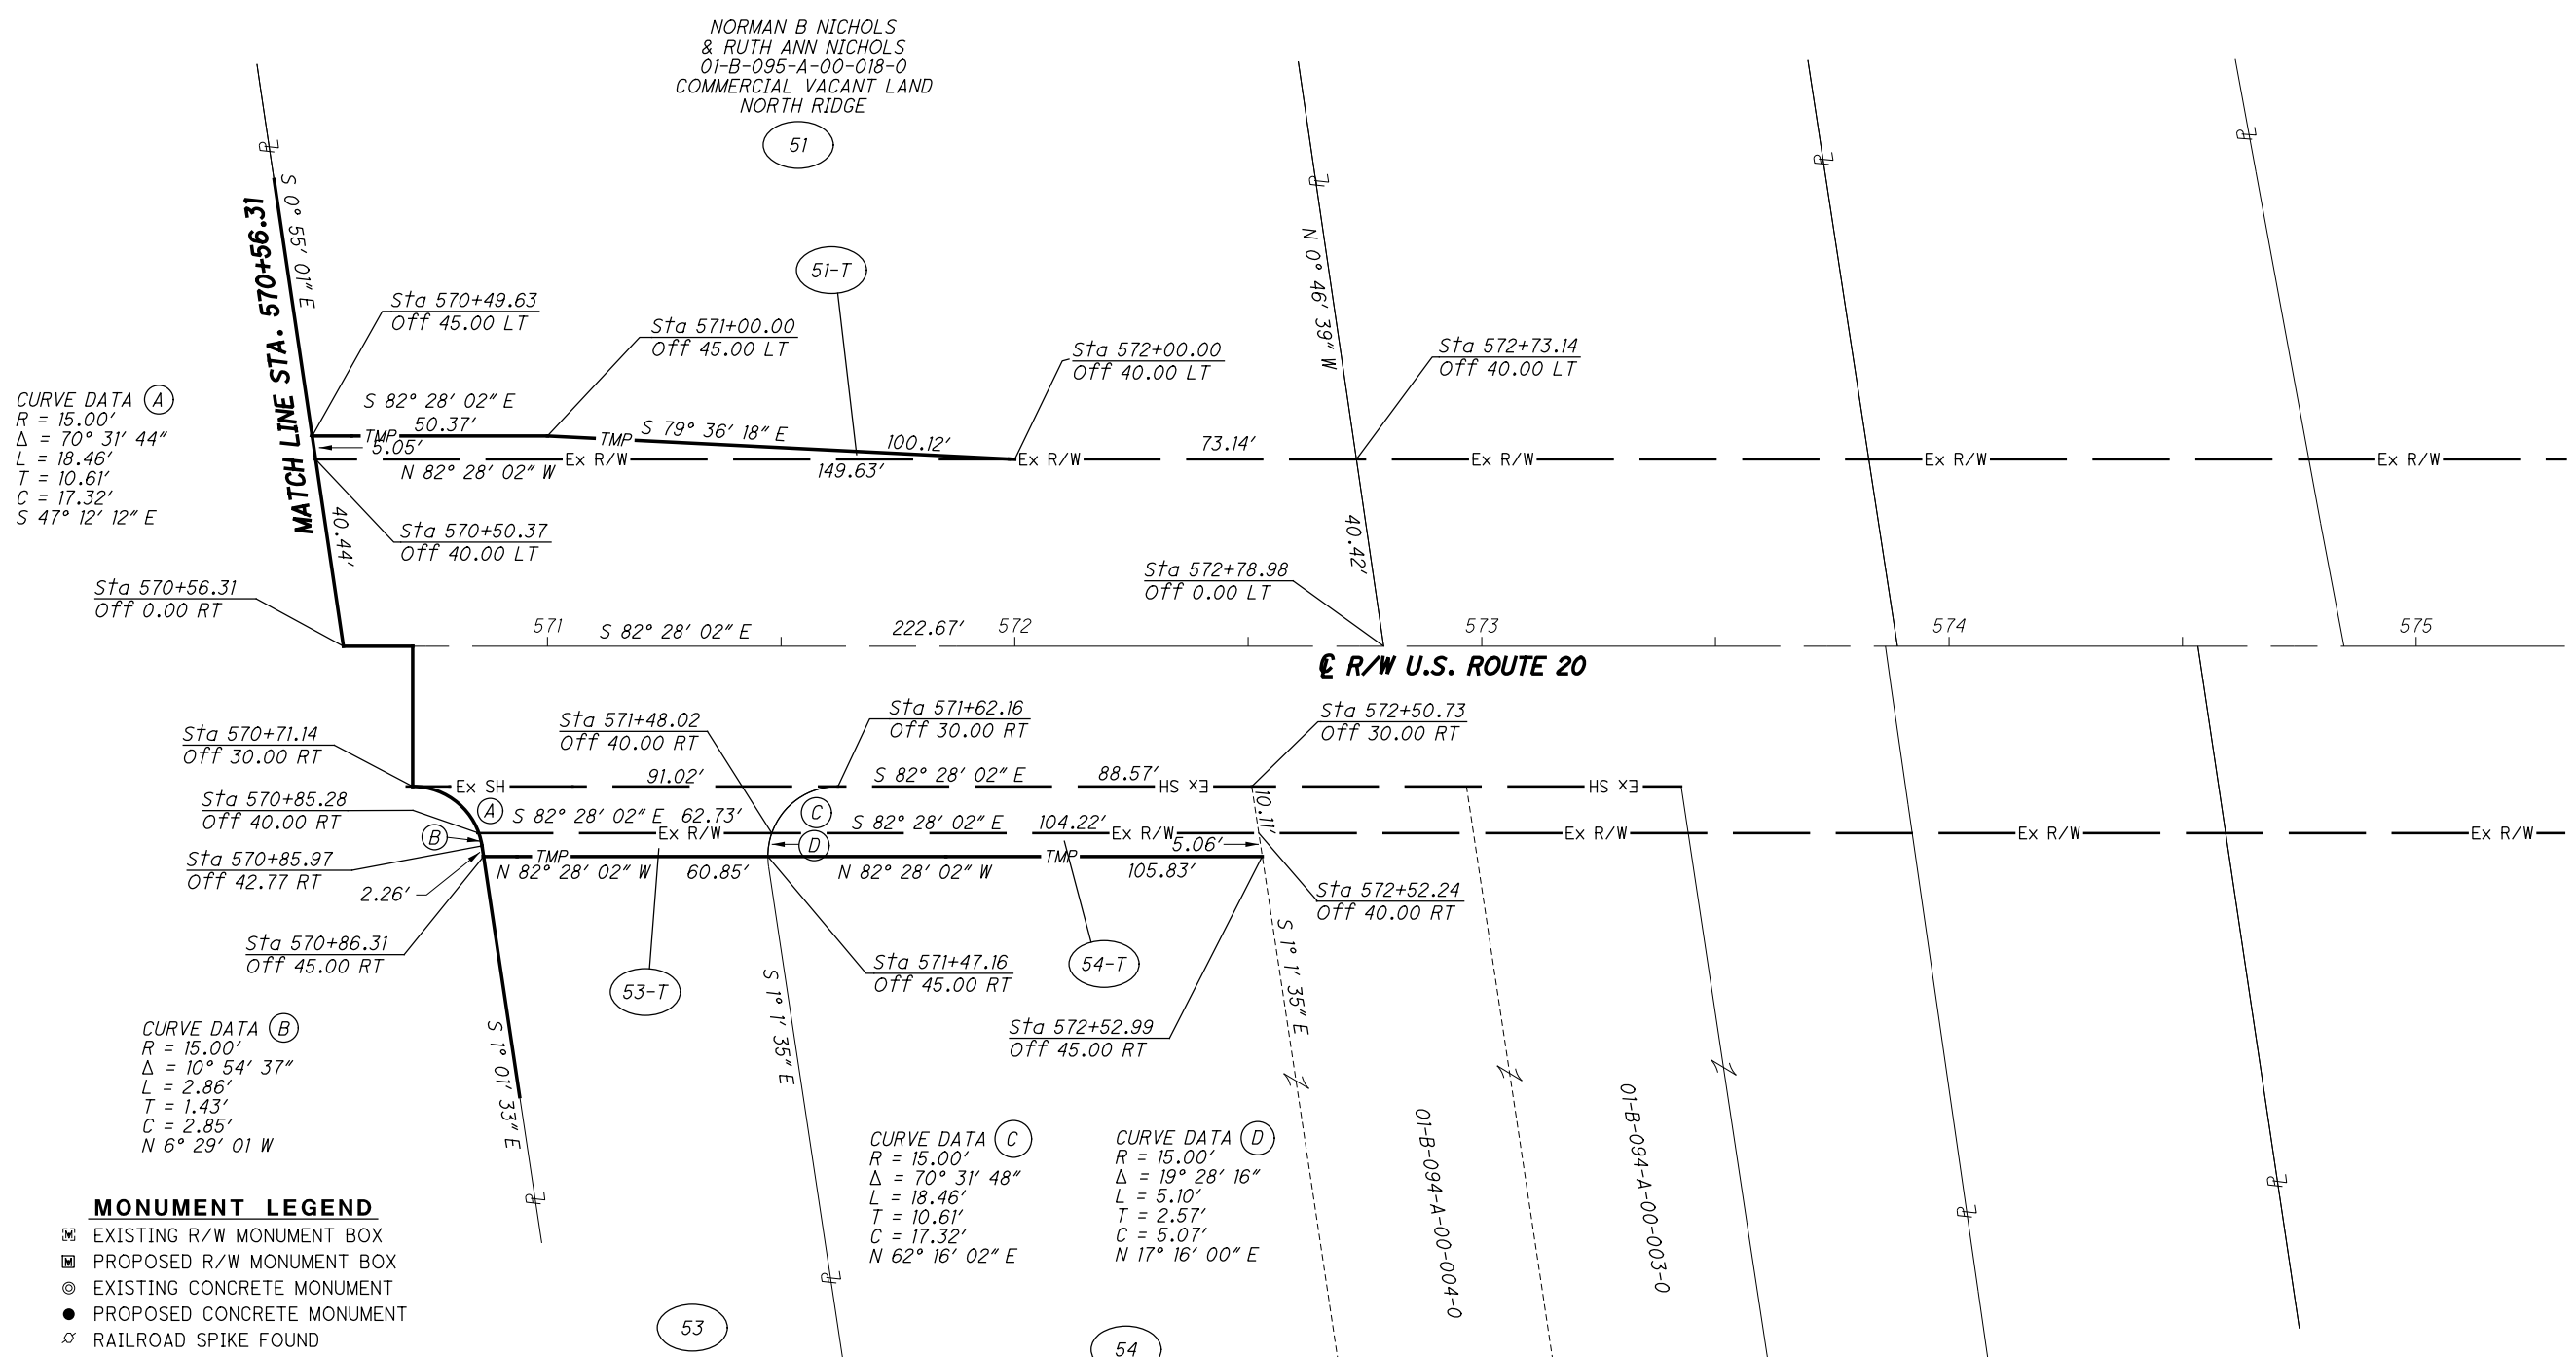 NORMAN B NICHOLS
& RUTH ANN NICHOLS
01-B-095-A-00-018-0
COMMERCIAL VACANT LAND
NORTH RIDGE
51
S 0° 55' 01" E
MATCH LINE STA. 570+56.31
N 0° 46' 39" W
51-T
Sta 570+49.63
Off 45.00 LT
Sta 571+00.00
Off 45.00 LT
Sta 572+00.00
Off 40.00 LT
Sta 572+73.14
Off 40.00 LT
CURVE DATA A
R = 15.00'
Δ = 70° 31' 44"
L = 18.46'
T = 10.61'
C = 17.32'
S 47° 12' 12" E
S 82° 28' 02" E
TMP 50.37'
TMP S 79° 36' 18" E 100.12'
73.14'
5.05'
Ex R/W Ex R/W Ex R/W Ex R/W Ex R/W
N 82° 28' 02" W 149.63'
40.44'
40.42'
Sta 570+50.37
Off 40.00 LT
Sta 570+56.31
Off 0.00 RT
Sta 572+78.98
Off 0.00 LT
571 S 82° 28' 02" E 222.67' 572 573 574 575
℄ R/W U.S. ROUTE 20
Sta 570+71.14
Off 30.00 RT
Sta 571+48.02
Off 40.00 RT
Sta 571+62.16
Off 30.00 RT
Sta 572+50.73
Off 30.00 RT
Ex SH 91.02' S 82° 28' 02" E 88.57' Ex SH Ex SH
Sta 570+85.28
Off 40.00 RT
A
C
10.11'
S 82° 28' 02" E 62.73' S 82° 28' 02" E 104.22'
B
Ex R/W Ex R/W Ex R/W Ex R/W Ex R/W
D
5.06'
Sta 570+85.97
Off 42.77 RT
TMP TMP
N 82° 28' 02" W 60.85' N 82° 28' 02" W 105.83'
2.26'
Sta 572+52.24
Off 40.00 RT
Sta 570+86.31
Off 45.00 RT
53-T
Sta 571+47.16
Off 45.00 RT
54-T
S 1° 1' 35" E
S 1° 1' 35" E
Sta 572+52.99
Off 45.00 RT
S 1° 01' 33" E
CURVE DATA B
R = 15.00'
Δ = 10° 54' 37"
L = 2.86'
T = 1.43'
C = 2.85'
N 6° 29' 01 W
CURVE DATA C
R = 15.00'
Δ = 70° 31' 48"
L = 18.46'
T = 10.61'
C = 17.32'
N 62° 16' 02" E
CURVE DATA D
R = 15.00'
Δ = 19° 28' 16"
L = 5.10'
T = 2.57'
C = 5.07'
N 17° 16' 00" E
01-B-094-A-00-004-0
01-B-094-A-00-003-0
MONUMENT LEGEND
EXISTING R/W MONUMENT BOX
PROPOSED R/W MONUMENT BOX
EXISTING CONCRETE MONUMENT
PROPOSED CONCRETE MONUMENT
RAILROAD SPIKE FOUND
53
54